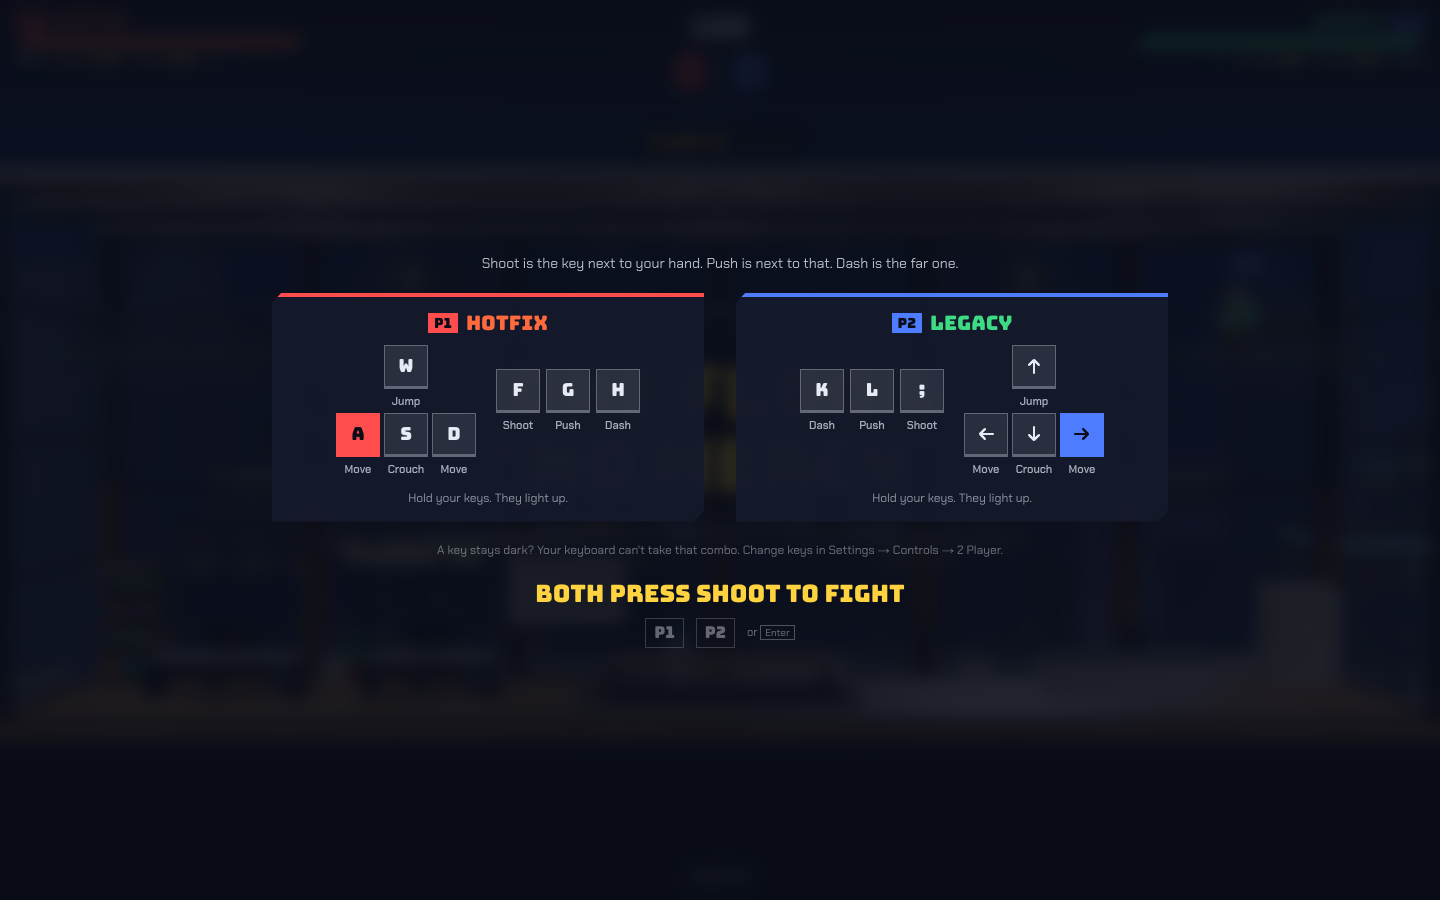 Shoot is the key next to your hand. Push is next to that. Dash is the far one.
P1 HOTFIX
W
Jump
F G H
Shoot Push Dash
A S D
Move Crouch Move
Hold your keys. They light up.
P2 LEGACY
↑
Jump
K L ;
Dash Push Shoot
← ↓ →
Move Crouch Move
Hold your keys. They light up.
A key stays dark? Your keyboard can't take that combo. Change keys in Settings → Controls → 2 Player.
BOTH PRESS SHOOT TO FIGHT
P1 P2 or Enter